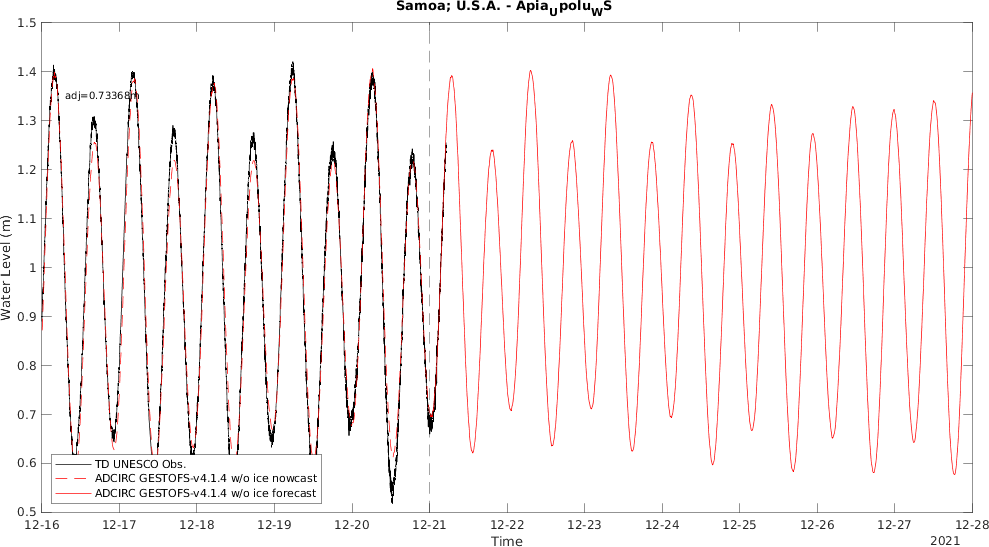 Samoa; U.S.A. - ApiaUpoluWS
1.5
1.4
adj=0.73368m
1.3
1.2
1.1
Water Level (m)
1
0.9
0.8
0.7
0.6
0.5
TD UNESCO Obs.
ADCIRC GESTOFS-v4.1.4 w/o ice nowcast
ADCIRC GESTOFS-v4.1.4 w/o ice forecast
12-16 12-17 12-18 12-19 12-20 12-21 12-22 12-23 12-24 12-25 12-26 12-27 12-28
Time
2021